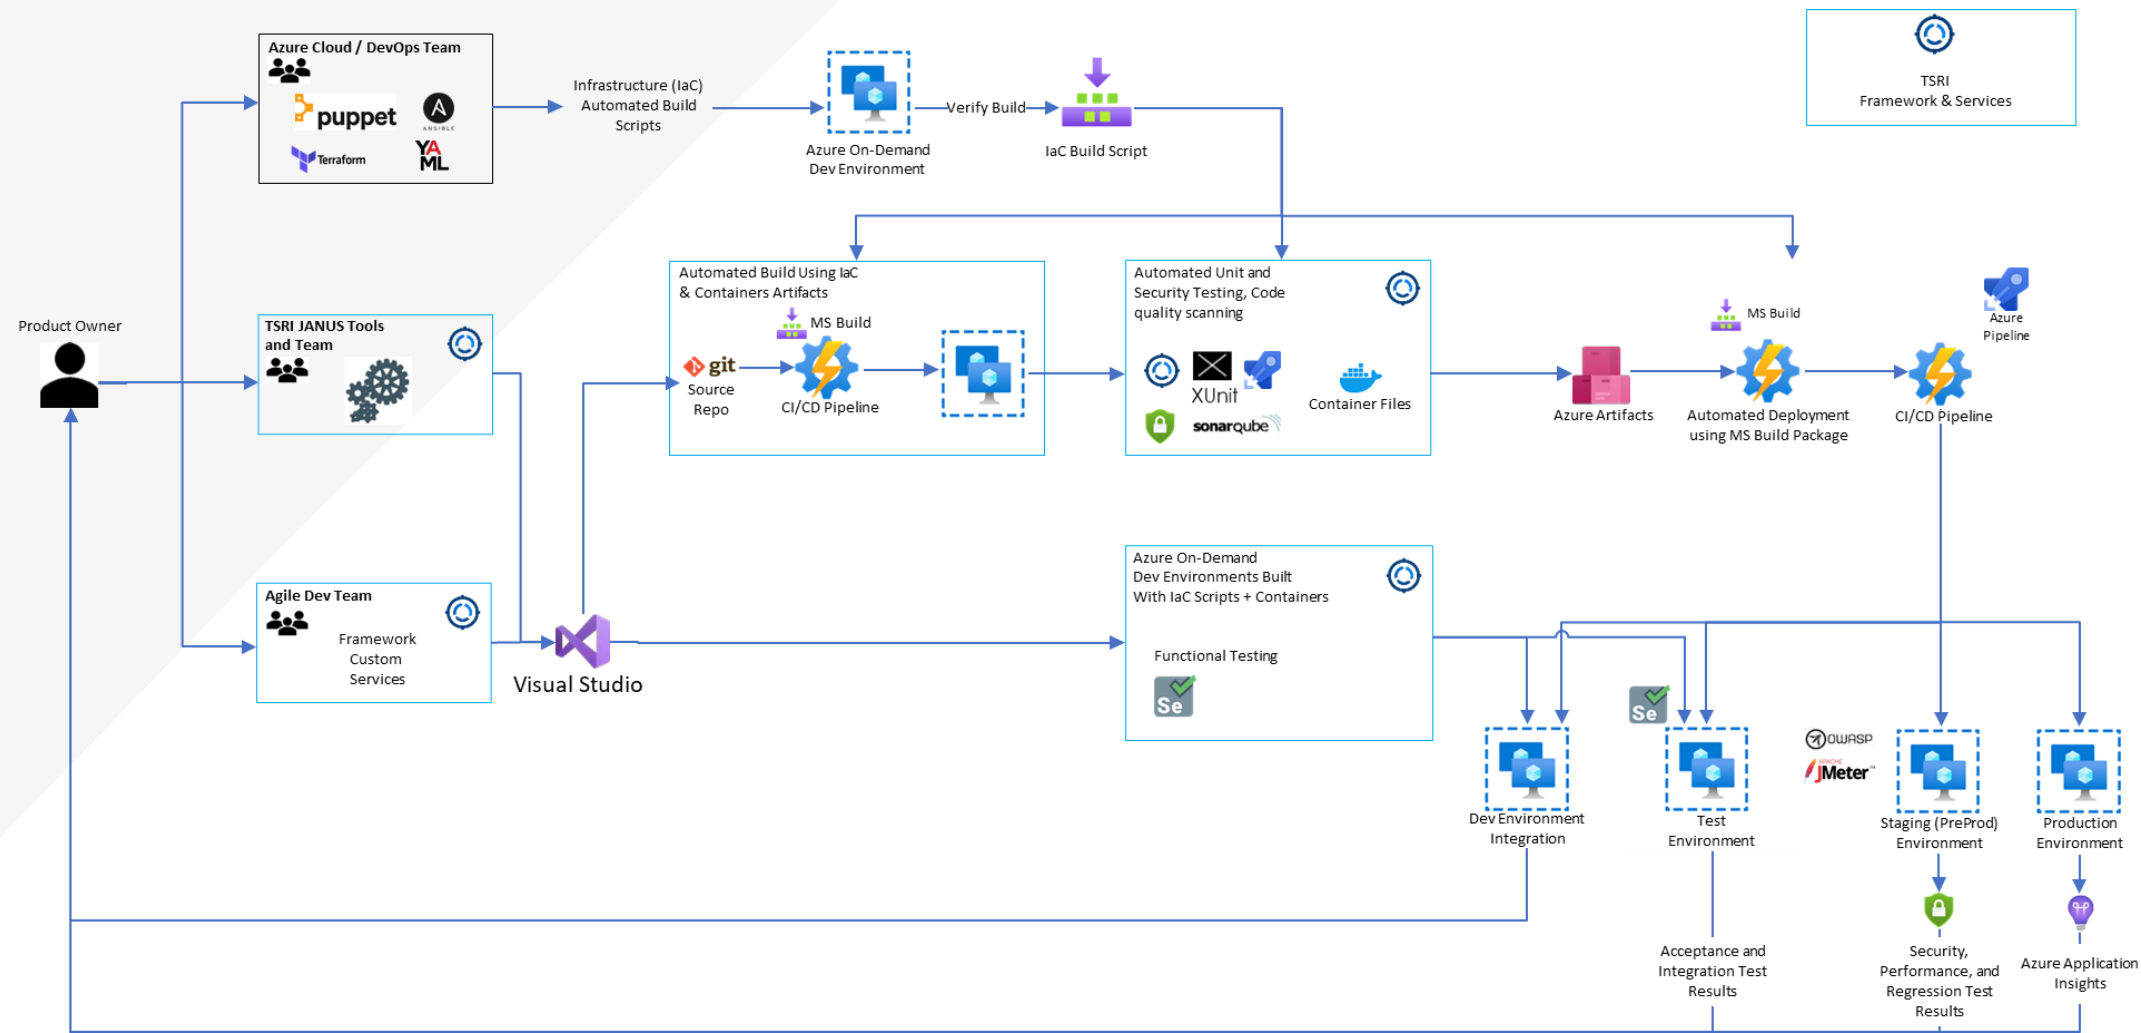 Azure Cloud / DevOps Team
puppet
ANSIBLE
Terraform
YA
ML
Infrastructure (IaC)
Automated Build
Scripts
Azure On-Demand
Dev Environment
Verify Build
IaC Build Script
TSRI
Framework & Services
Product Owner
TSRI JANUS Tools
and Team
Agile Dev Team
Framework
Custom
Services
Visual Studio
Automated Build Using IaC
& Containers Artifacts
MS Build
git
Source
Repo
CI/CD Pipeline
Automated Unit and
Security Testing, Code
quality scanning
XUnit
sonarqube
Container Files
Azure Artifacts
MS Build
Automated Deployment
using MS Build Package
Azure
Pipeline
CI/CD Pipeline
Azure On-Demand
Dev Environments Built
With IaC Scripts + Containers
Functional Testing
Se
Se
OWASP
APACHE
JMeter™
Dev Environment
Integration
Test
Environment
Staging (PreProd)
Environment
Production
Environment
Acceptance and
Integration Test
Results
Security,
Performance, and
Regression Test
Results
Azure Application
Insights